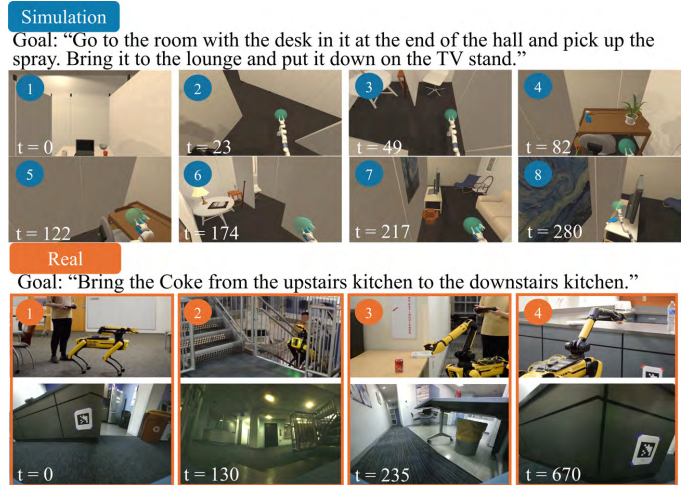 Simulation
Goal: “Go to the room with the desk in it at the end of the hall and pick up the
spray. Bring it to the lounge and put it down on the TV stand.”
1
2
3
4
t = 0
t = 23
t = 49
t = 82
5
6
7
8
t = 122
t = 174
t = 217
t = 280
Real
Goal: “Bring the Coke from the upstairs kitchen to the downstairs kitchen.”
1
2
3
4
t = 0
t = 130
t = 235
t = 670